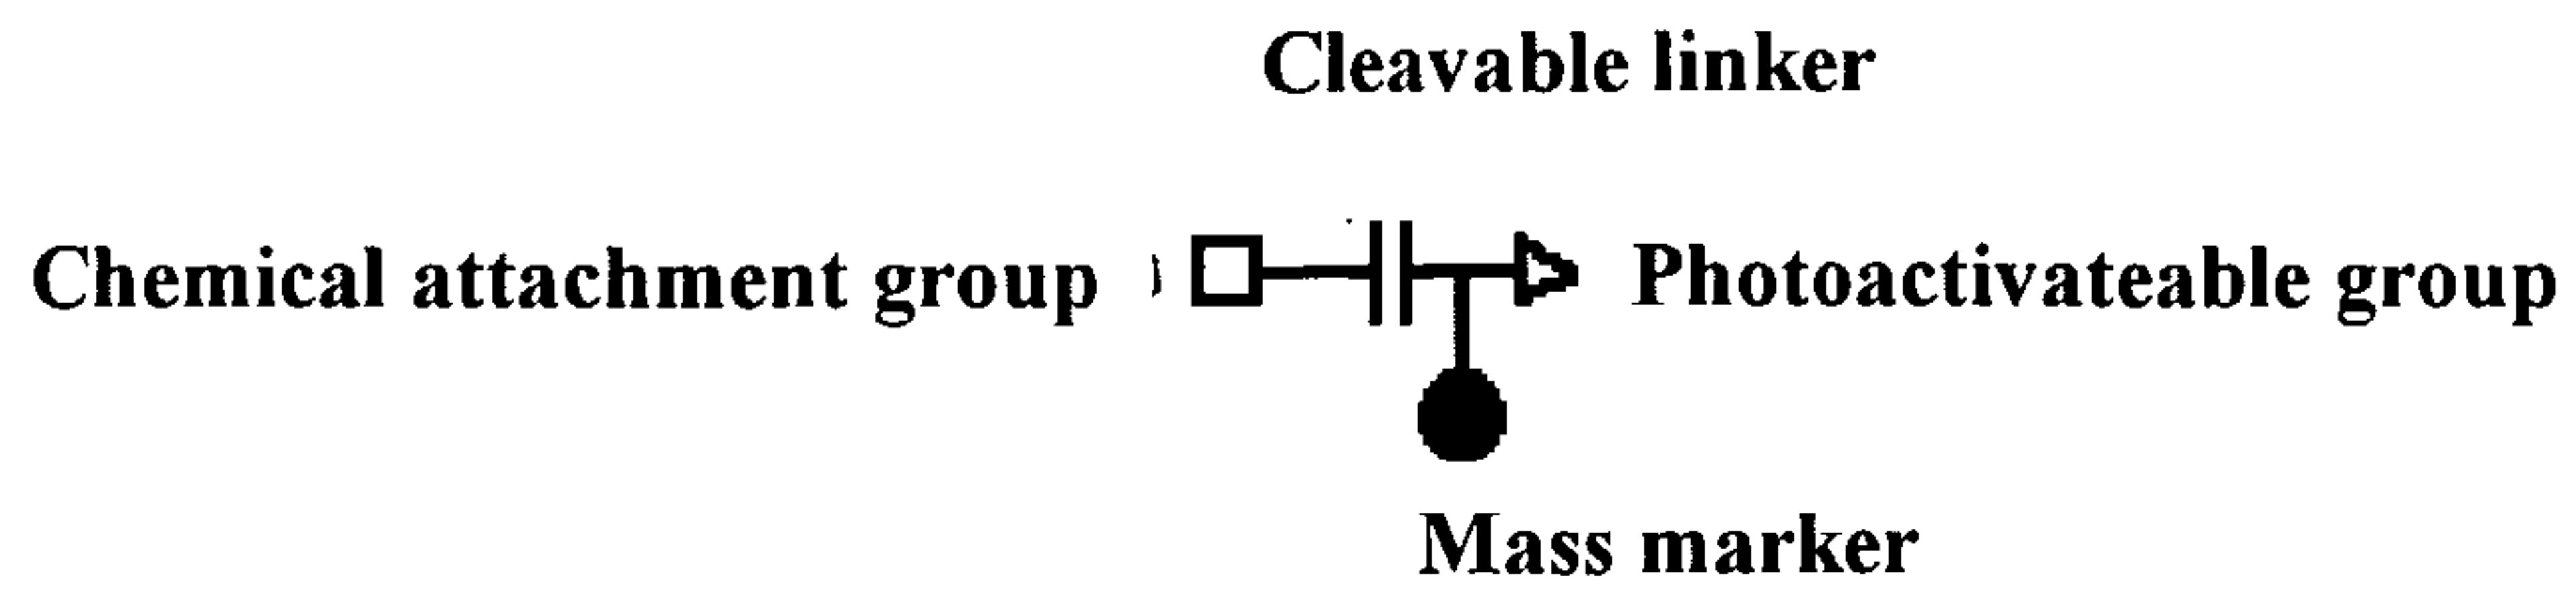 Cleavable linker
Chemical attachment group
Photoactivateable group
Mass marker